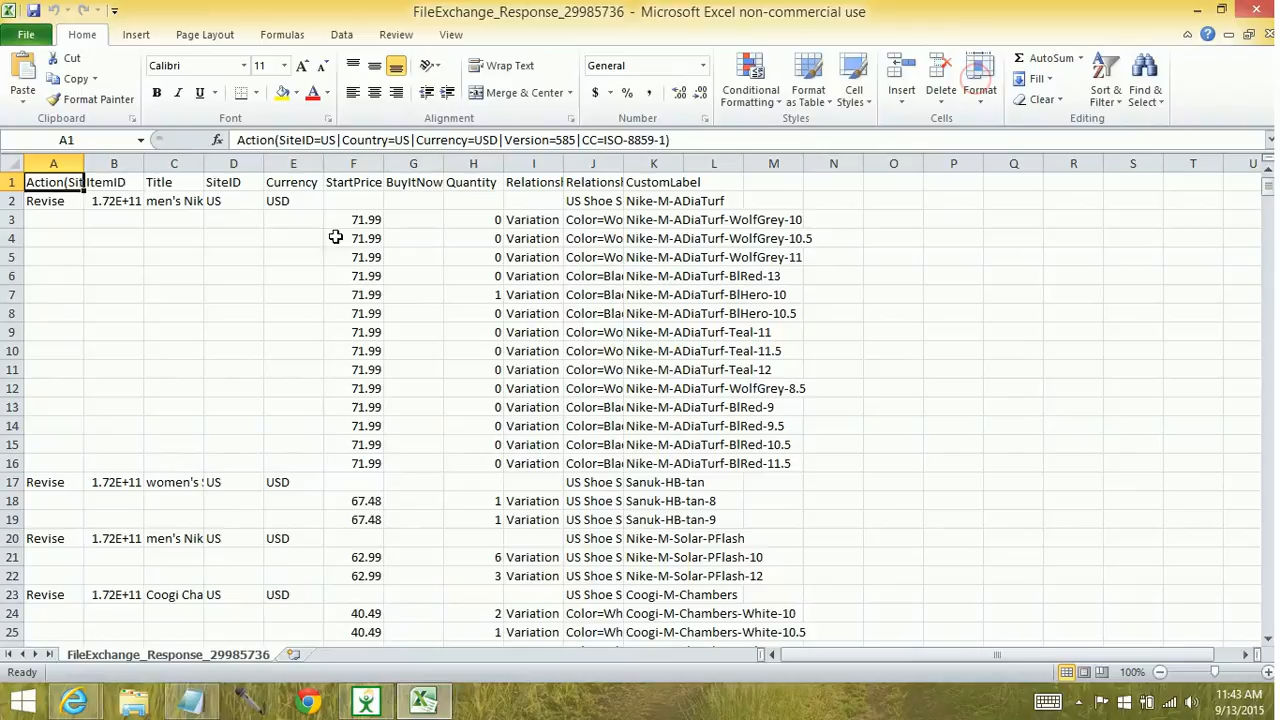 FileExchange_Response_29985736 - Microsoft Excel non-commercial use
File Home Insert Page Layout Formulas Data Review View
Paste Cut Copy Format Painter Clipboard
Calibri 11 B I U A A A Font
Wrap Text Merge & Center Alignment
General $ % , .0 .00 .00 .0 Number
Conditional Formatting Format as Table Cell Styles Styles
Insert Delete Format Cells
AutoSum Fill Clear Sort & Filter Find & Select Editing
A1 fx Action(SiteID=US|Country=US|Currency=USD|Version=585|CC=ISO-8859-1)
A B C D E F G H I J K L M N O P Q R S T U
1 Action(Sit ItemID Title SiteID Currency StartPrice BuyItNow Quantity Relations Relations CustomLabel
2 Revise 1.72E+11 men's Nik US USD US Shoe S Nike-M-ADiaTurf
3 71.99 0 Variation Color=Wo Nike-M-ADiaTurf-WolfGrey-10
4 71.99 0 Variation Color=Wo Nike-M-ADiaTurf-WolfGrey-10.5
5 71.99 0 Variation Color=Wo Nike-M-ADiaTurf-WolfGrey-11
6 71.99 0 Variation Color=Bla Nike-M-ADiaTurf-BlRed-13
7 71.99 1 Variation Color=Bla Nike-M-ADiaTurf-BlHero-10
8 71.99 0 Variation Color=Bla Nike-M-ADiaTurf-BlHero-10.5
9 71.99 0 Variation Color=Wo Nike-M-ADiaTurf-Teal-11
10 71.99 0 Variation Color=Wo Nike-M-ADiaTurf-Teal-11.5
11 71.99 0 Variation Color=Wo Nike-M-ADiaTurf-Teal-12
12 71.99 0 Variation Color=Wo Nike-M-ADiaTurf-WolfGrey-8.5
13 71.99 0 Variation Color=Bla Nike-M-ADiaTurf-BlRed-9
14 71.99 0 Variation Color=Bla Nike-M-ADiaTurf-BlRed-9.5
15 71.99 0 Variation Color=Bla Nike-M-ADiaTurf-BlRed-10.5
16 71.99 0 Variation Color=Bla Nike-M-ADiaTurf-BlRed-11.5
17 Revise 1.72E+11 women's S US USD US Shoe S Sanuk-HB-tan
18 67.48 1 Variation US Shoe S Sanuk-HB-tan-8
19 67.48 1 Variation US Shoe S Sanuk-HB-tan-9
20 Revise 1.72E+11 men's Nik US USD US Shoe S Nike-M-Solar-PFlash
21 62.99 6 Variation US Shoe S Nike-M-Solar-PFlash-10
22 62.99 3 Variation US Shoe S Nike-M-Solar-PFlash-12
23 Revise 1.72E+11 Coogi Cha US USD US Shoe S Coogi-M-Chambers
24 40.49 2 Variation Color=Wh Coogi-M-Chambers-White-10
25 40.49 1 Variation Color=Wh Coogi-M-Chambers-White-10.5
FileExchange_Response_29985736
Ready 100%
11:43 AM
9/13/2015